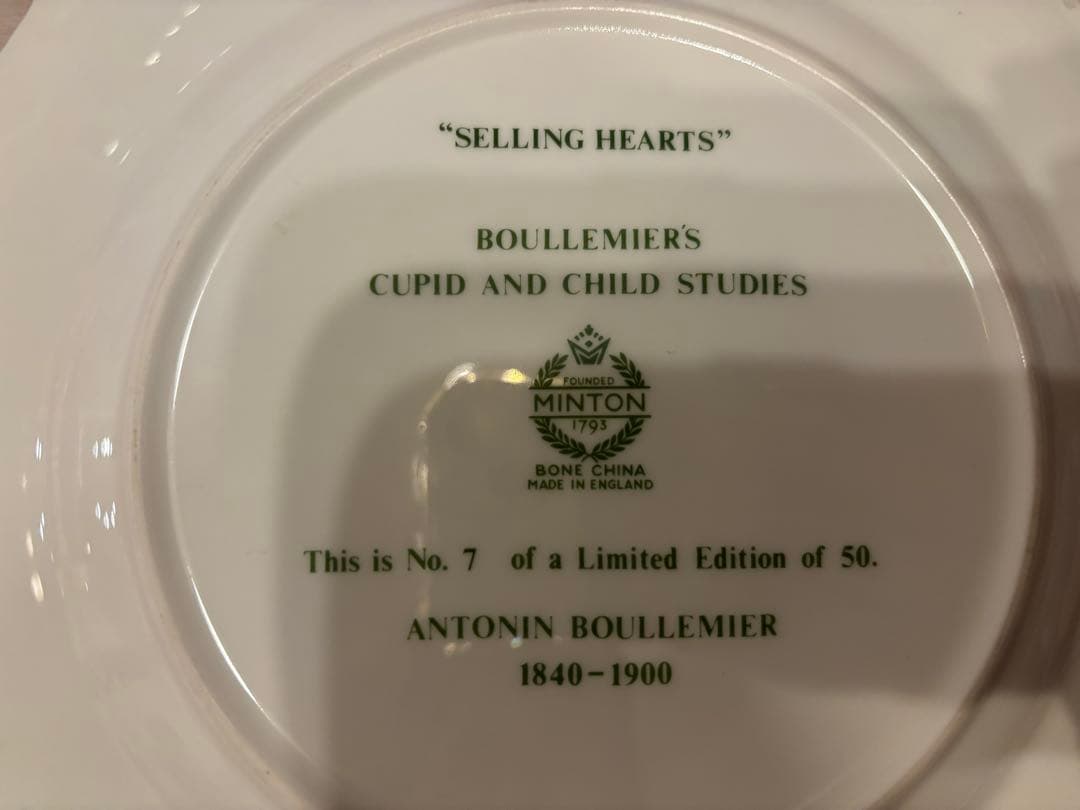 “SELLING HEARTS”
BOULLEMIER'S
CUPID AND CHILD STUDIES
FOUNDED
MINTON
1793
BONE CHINA
MADE IN ENGLAND
This is No. 7 of a Limited Edition of 50.
ANTONIN BOULLEMIER
1840–1900